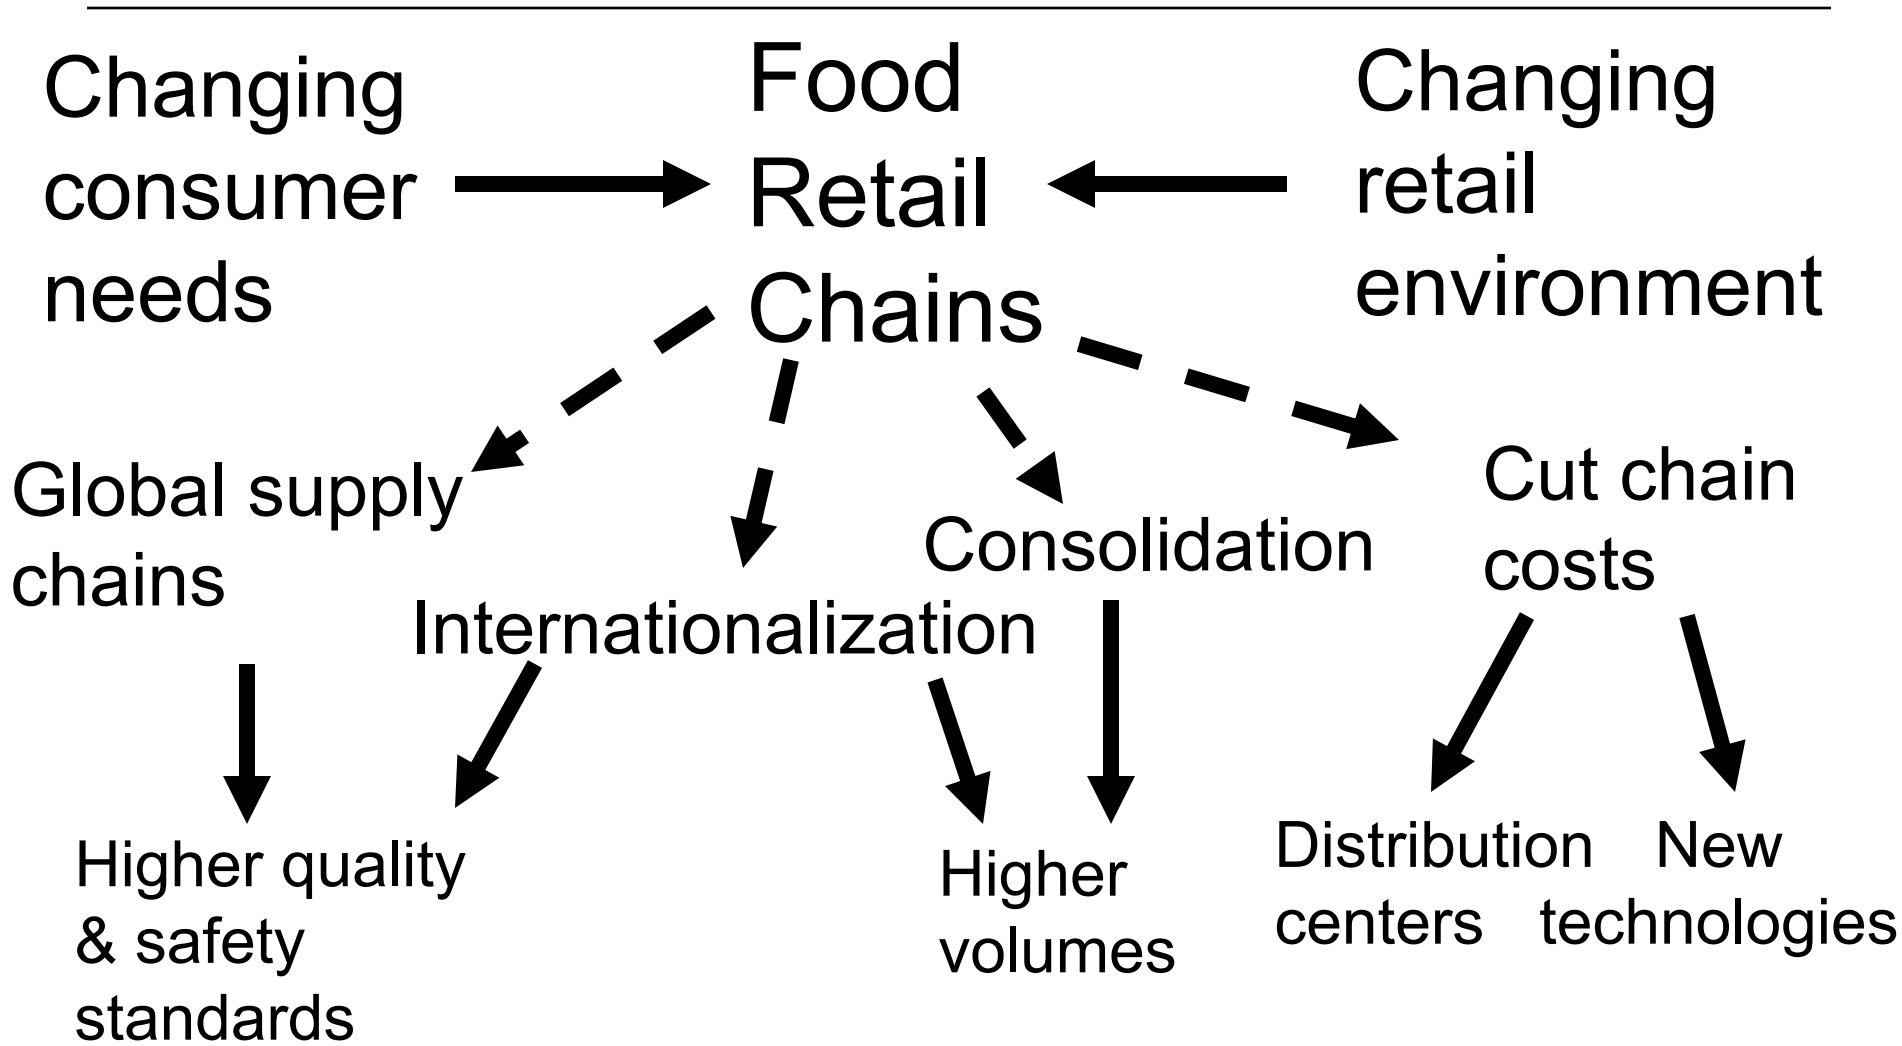 Changing
consumer
needs
Food
Retail
Chains
Changing
retail
environment
Global supply
chains
Internationalization
Consolidation
Cut chain
costs
Higher quality
& safety
standards
Higher
volumes
Distribution
centers
New
technologies